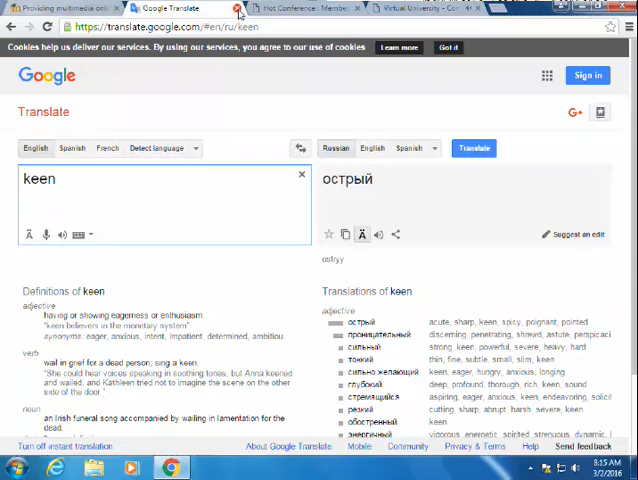 Providing multimedia onli
Google Translate
Hot Conference : Member
Virtual University - Con
https://translate.google.com/#en/ru/keen
Cookies help us deliver our services. By using our services, you agree to our use of cookies Learn more Got it
Google
Sign in
Translate
G+
English Spanish French Detect language
Russian English Spanish Translate
keen
острый
Ä
Ä
Suggest an edit
ostryy
Definitions of keen
adjective
having or showing eagerness or enthusiasm.
"keen believers in the monetary system"
synonyms: eager, anxious, intent, impatient, determined, ambitiou
verb
wail in grief for a dead person; sing a keen.
"She could hear voices speaking in soothing tones, but Anna keened
and wailed, and Kathleen tried not to imagine the scene on the other
side of the door."
noun
an Irish funeral song accompanied by wailing in lamentation for the
dead.
Translations of keen
adjective
острый acute, sharp, keen, spicy, poignant, pointed
проницательный discerning, penetrating, shrewd, astute, perspicaci
сильный strong, keen, powerful, severe, heavy, hard
тонкий thin, fine, subtle, small, slim, keen
сильно желающий keen, eager, hungry, anxious, longing
глубокий deep, profound, thorough, rich, keen, sound
стремящийся aspiring, eager, anxious, keen, endeavoring, solicit
резкий cutting, sharp, abrupt, harsh, severe, keen
обостренный keen
энергичный vigorous, energetic, spirited, strenuous, dynamic, l
Turn off instant translation
About Google Translate Mobile Community Privacy & Terms Help Send feedback
8:15 AM
3/2/2016